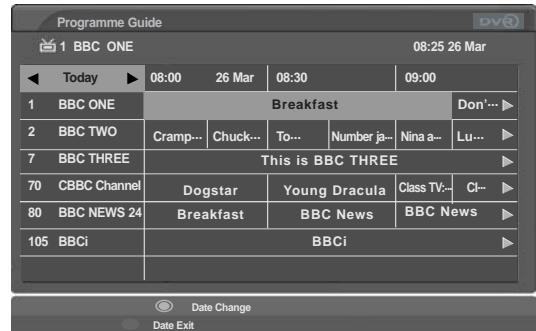 Programme Guide DVR
1 BBC ONE 08:25 26 Mar
◀ Today ▶ 08:00 26 Mar 08:30 09:00
1 BBC ONE Breakfast Don'··· ▶
2 BBC TWO Cramp··· Chuck··· To··· Number ja··· Nina a··· Lu··· ▶
7 BBC THREE This is BBC THREE ▶
70 CBBC Channel Dogstar Young Dracula Class TV:··· Cl··· ▶
80 BBC NEWS 24 Breakfast BBC News BBC News ▶
105 BBCi BBCi ▶
Date Change
Date Exit